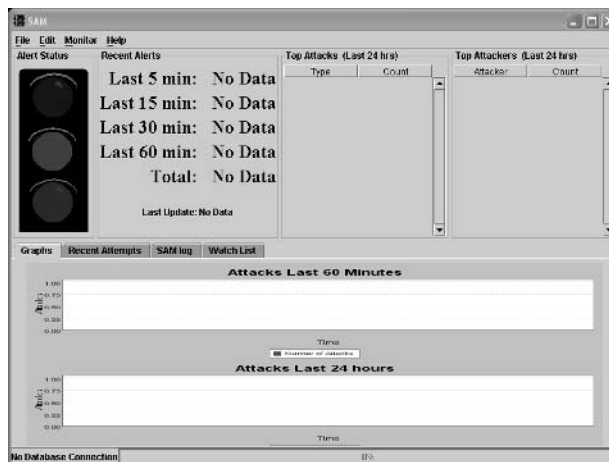 SAM
File Edit Monitor Help
Alert Status
Recent Alerts
Last 5 min: No Data
Last 15 min: No Data
Last 30 min: No Data
Last 60 min: No Data
Total: No Data
Last Update: No Data
Top Attacks (Last 24 hrs)
Type Count
Top Attackers (Last 24 hrs)
Attacker Count
Graphs Recent Attempts SAM log Watch List
Attacks Last 60 Minutes
1.00
0.75
0.50
0.25
0.00
Attacks
Time
Number of Attacks
Attacks Last 24 hours
1.00
0.75
0.50
0.25
0.00
Attacks
Time
No Database Connection
0%